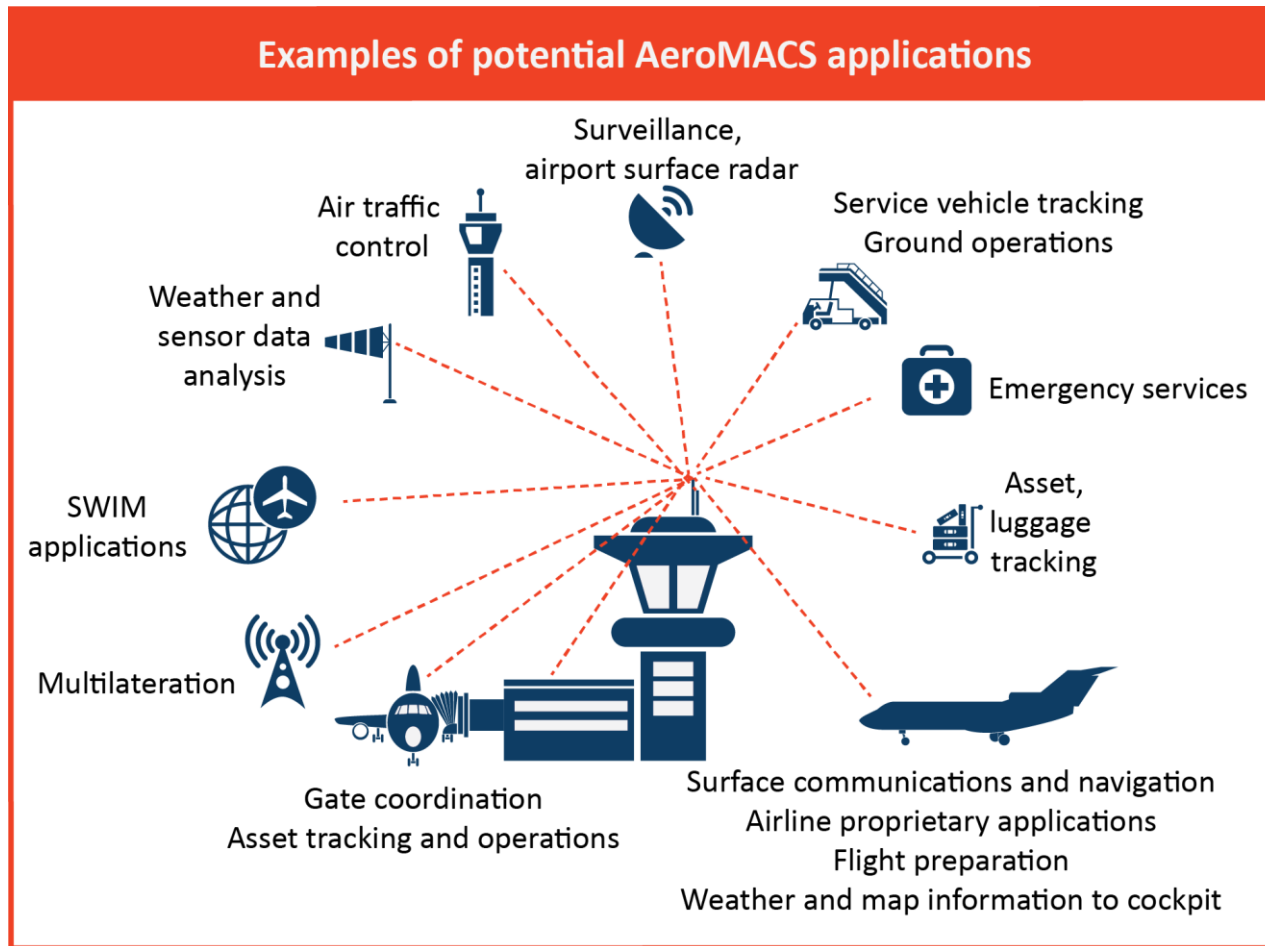 Examples of potential AeroMACS applications
Surveillance,
airport surface radar
Air traffic
control
Service vehicle tracking
Ground operations
Weather and
sensor data
analysis
Emergency services
Asset,
luggage
tracking
SWIM
applications
Multilateration
Gate coordination
Asset tracking and operations
Surface communications and navigation
Airline proprietary applications
Flight preparation
Weather and map information to cockpit